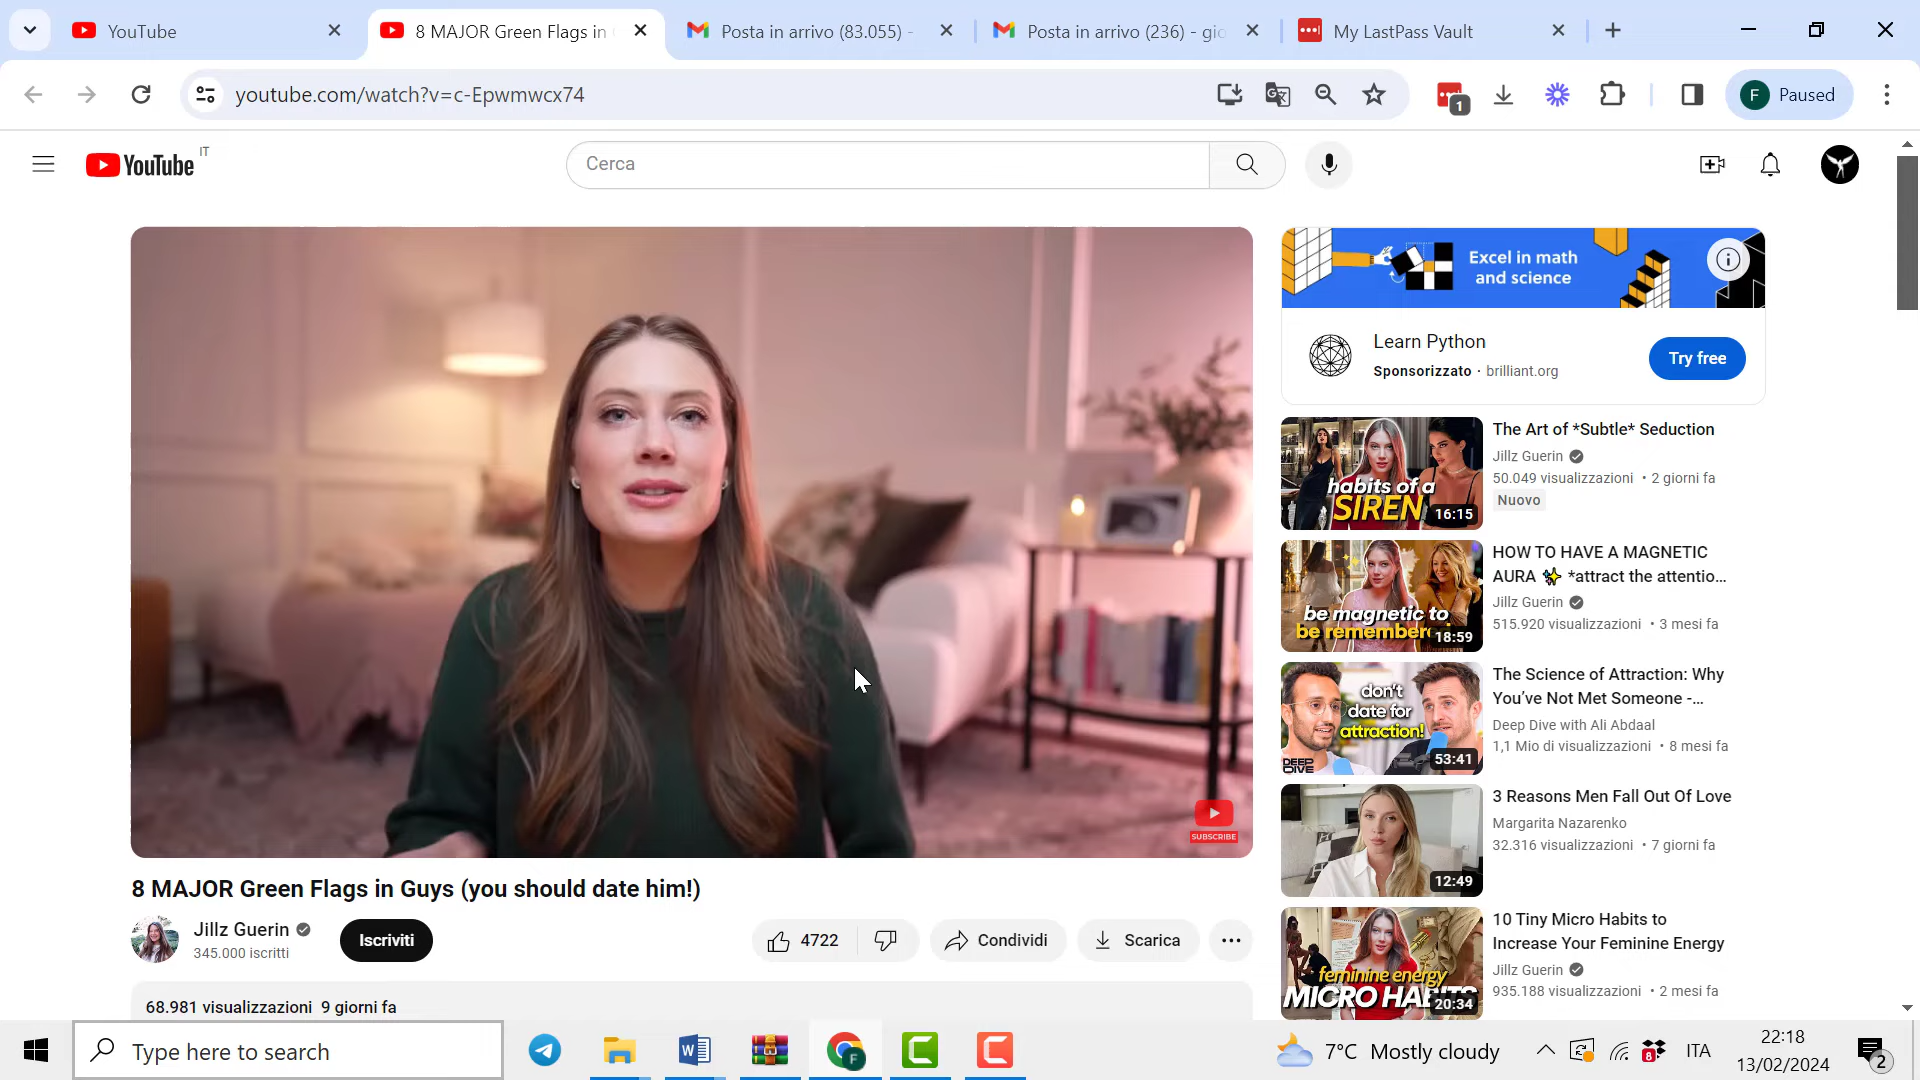 YouTube
8 MAJOR Green Flags in
Posta in arrivo (83.055) -
Posta in arrivo (236) - gio
My LastPass Vault
youtube.com/watch?v=c-Epwmwcx74
1
F Paused
YouTube IT
Cerca
Excel in math
and science
Learn Python
Sponsorizzato · brilliant.org
Try free
SUBSCRIBE
habits of a
SIREN
16:15
The Art of *Subtle* Seduction
Jillz Guerin
50.049 visualizzazioni • 2 giorni fa
Nuovo
be magnetic to
be remember
18:59
HOW TO HAVE A MAGNETIC
AURA ✨ *attract the attentio...
Jillz Guerin
515.920 visualizzazioni • 3 mesi fa
don't
date for
attraction!
DEEP
DIVE
53:41
The Science of Attraction: Why
You've Not Met Someone -...
Deep Dive with Ali Abdaal
1,1 Mio di visualizzazioni • 8 mesi fa
12:49
3 Reasons Men Fall Out Of Love
Margarita Nazarenko
32.316 visualizzazioni • 7 giorni fa
feminine energy
MICRO HABITS
20:34
10 Tiny Micro Habits to
Increase Your Feminine Energy
Jillz Guerin
935.188 visualizzazioni • 2 mesi fa
8 MAJOR Green Flags in Guys (you should date him!)
Jillz Guerin
345.000 iscritti
Iscriviti
4722
Condividi
Scarica
68.981 visualizzazioni 9 giorni fa
Type here to search
F
7°C Mostly cloudy
8
ITA
22:18
13/02/2024
2